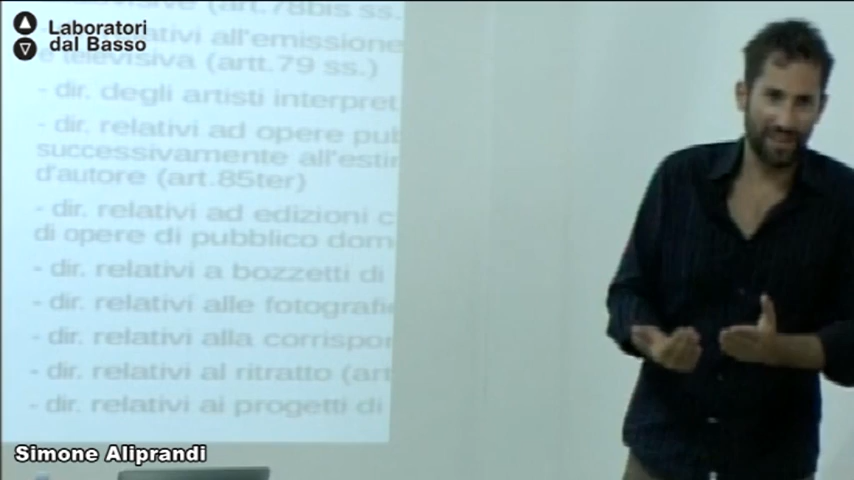 Laboratori
dal Basso
(art.78bis ss.
all'emissione
televisiva (artt.79 ss.)
- dir. degli artisti interpret
- dir. relativi ad opere pub
successivamente all'estin
d'autore (art.85ter)
- dir. relativi ad edizioni c
di opere di pubblico dom
- dir. relativi a bozzetti di
- dir. relativi alle fotografie
- dir. relativi alla corrispon
- dir. relativi al ritratto (art
- dir. relativi ai progetti di
Simone Aliprandi